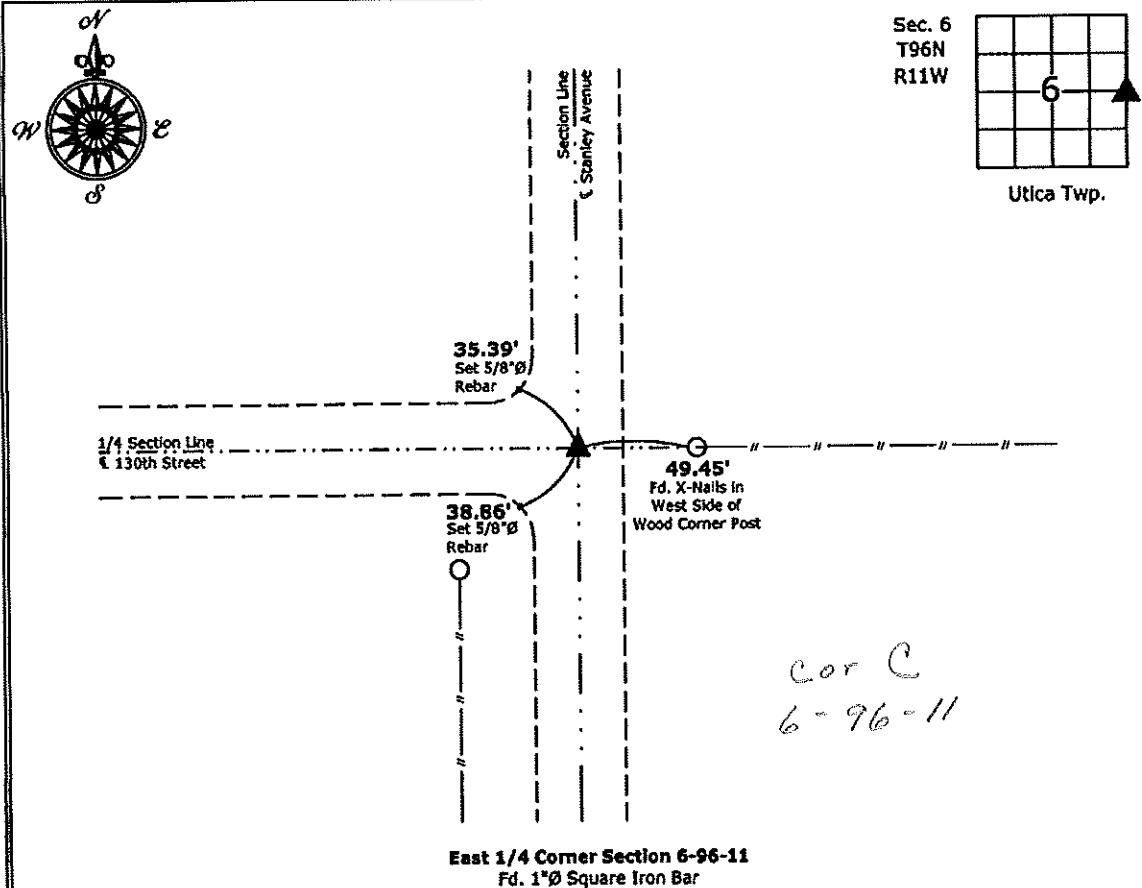 N
W
E
S
Sec. 6
T96N
R11W
6
Utica Twp.
Section Line
℄ Stanley Avenue
35.39'
Set 5/8"Ø
Rebar
1/4 Section Line
℄ 130th Street
49.45'
Fd. X-Nails in
West Side of
Wood Corner Post
38.86'
Set 5/8"Ø
Rebar
Cor C
6-96-11
East 1/4 Corner Section 6-96-11
Fd. 1"Ø Square Iron Bar